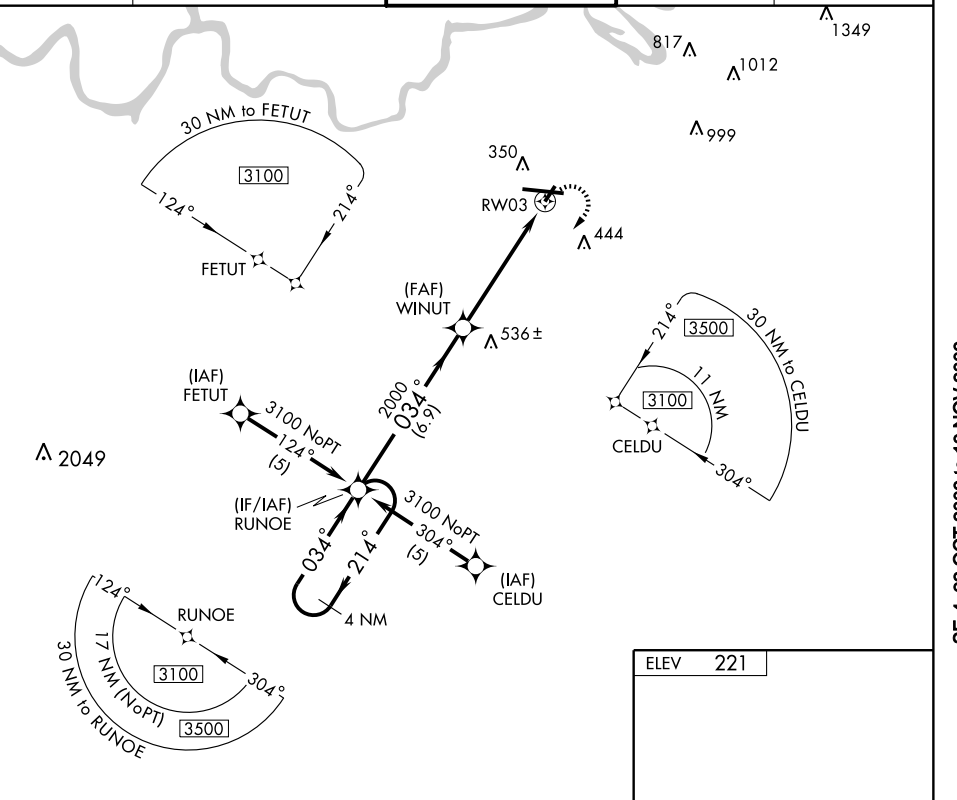 1349
817
1012
999
30 NM to FETUT
3100
124°
214°
FETUT
350
RW03
444
(FAF)
WINUT
536±
2000
034°
(6.9)
(IAF)
FETUT
3100 NoPT
124°
(5)
2049
(IF/IAF)
RUNOE
034°
214°
4 NM
3100 NoPT
304°
(5)
(IAF)
CELDU
214°
3500
30 NM to CELDU
11 NM
3100
CELDU
304°
124°
RUNOE
304°
17 NM (NoPT)
3100
3500
30 NM to RUNOE
ELEV 221